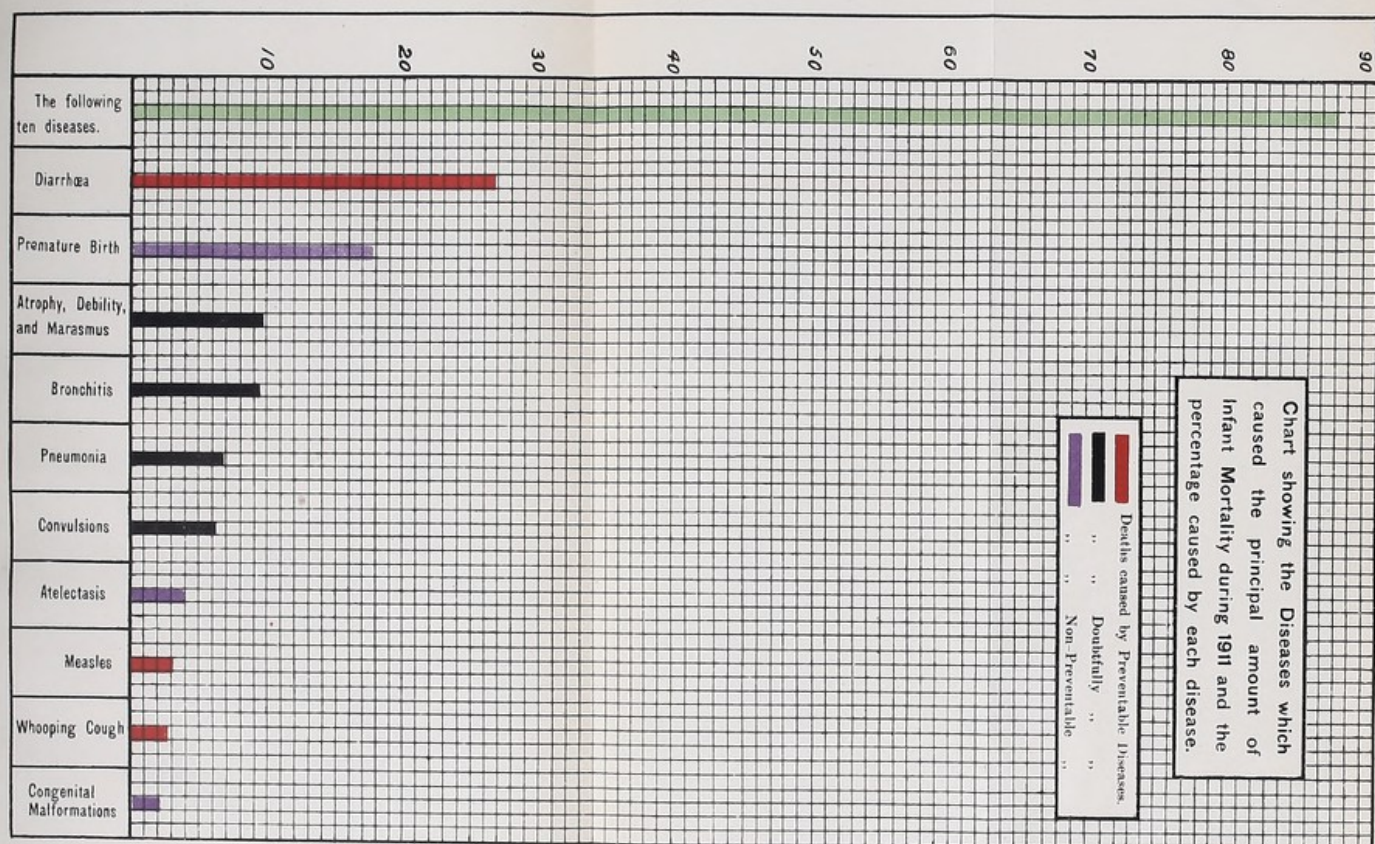 10 20 30 40 50 60 70 80 90
The following
ten diseases.
Diarrhœa
Premature Birth
Atrophy, Debility,
and Marasmus
Bronchitis
Pneumonia
Convulsions
Atelectasis
Measles
Whooping Cough
Congenital
Malformations
Chart showing the Diseases which
caused the principal amount of
Infant Mortality during 1911 and the
percentage caused by each disease.
Deaths caused by Preventable Diseases.
,, ,, Doubtfully ,, ,,
,, ,, Non-Preventable ,,